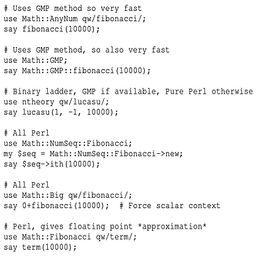 # Uses GMP method so very fast
use Math::AnyNum qw/fibonacci/;
say fibonacci(10000);
# Uses GMP method, so also very fast
use Math::GMP;
say Math::GMP::fibonacci(10000);
# Binary ladder, GMP if available, Pure Perl otherwise
use ntheory qw/lucasu/;
say lucasu(1, -1, 10000);
# All Perl
use Math::NumSeq::Fibonacci;
my $seq = Math::NumSeq::Fibonacci->new;
say $seq->ith(10000);
# All Perl
use Math::Big qw/fibonacci/;
say 0+fibonacci(10000);  # Force scalar context
# Perl, gives floating point *approximation*
use Math::Fibonacci qw/term/;
say term(10000);